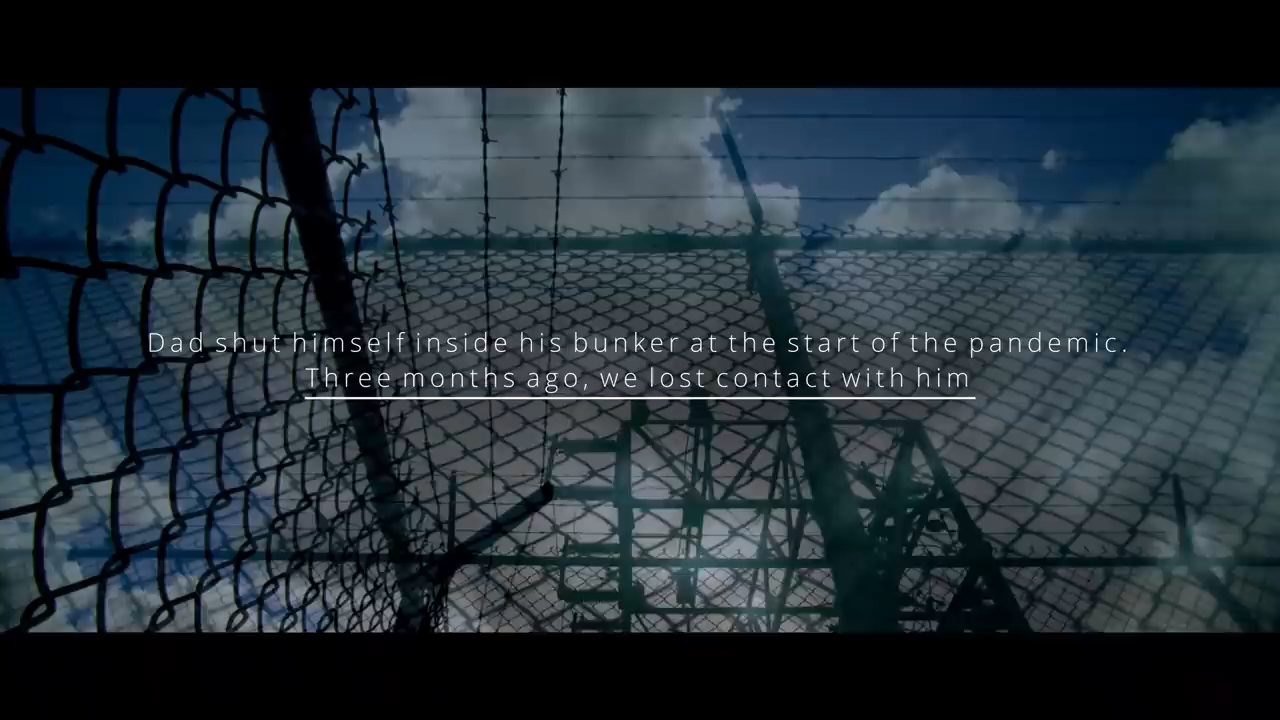 Dad shut himself inside his bunker at the start of the pandemic.
Three months ago, we lost contact with him